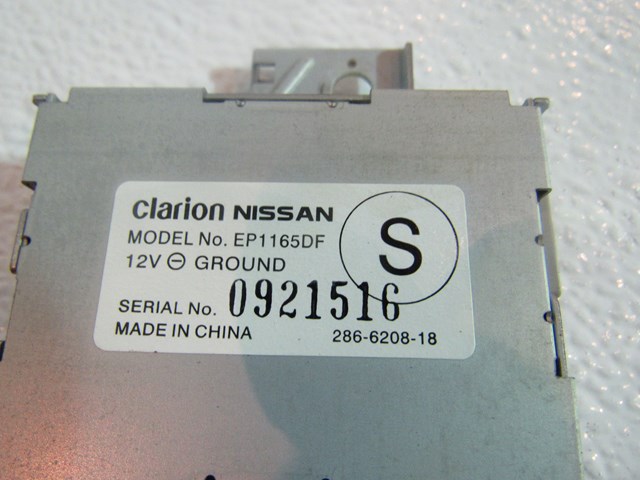 clarion NISSAN
MODEL No. EP1165DF
S
12V ⊖ GROUND
SERIAL No. 0921516
MADE IN CHINA 286-6208-18